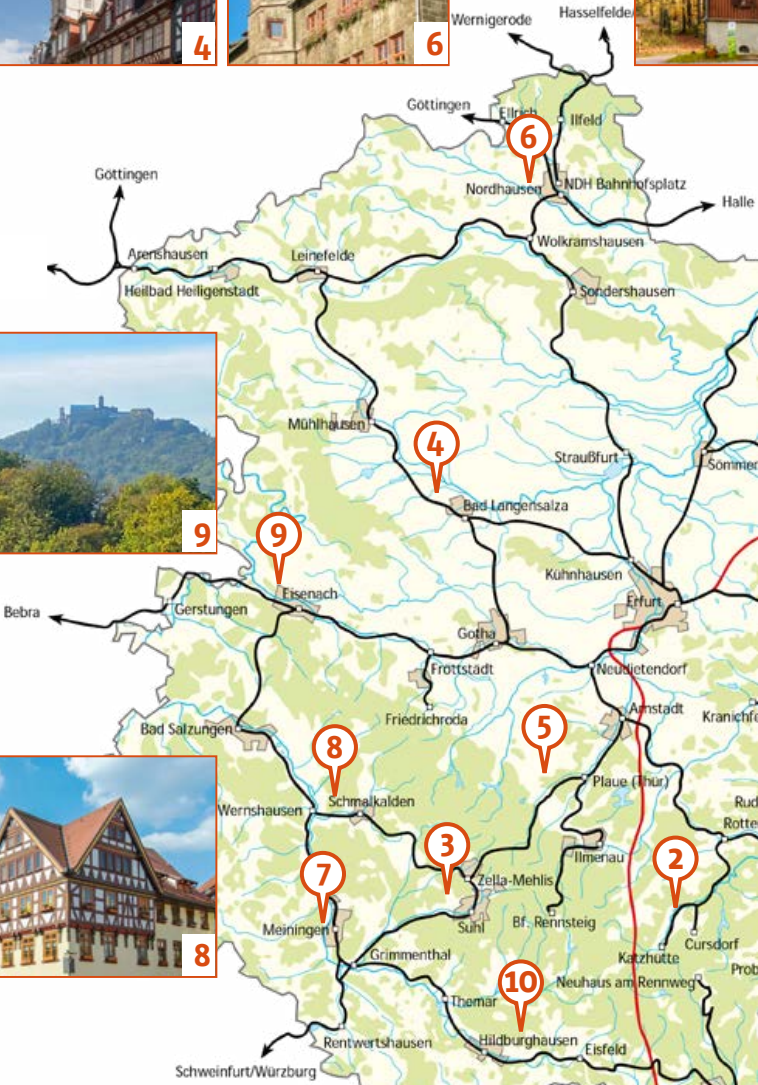 4
6
Wernigerode
Hasselfelde/
Göttingen
Ellrich
Ilfeld
6
Göttingen
Nordhausen
NDH Bahnhofsplatz
Halle
Arenshausen
Leinefelde
Wolkramshausen
Heilbad Heiligenstadt
Sondershausen
Mühlhausen
4
Straußfurt
Sömmer
Bad Langensalza
9
9
Kühnhausen
Eisenach
Erfurt
Bebra
Gerstungen
Gotha
Fröttstädt
Neudietendorf
Friedrichroda
Arnstadt
Kranichfe
Bad Salzungen
5
8
Plaue (Thür)
Schmalkalden
Wernshausen
Rud
Rotte
3
Ilmenau
2
7
Zella-Mehlis
Bf. Rennsteig
Suhl
Meiningen
8
Cursdorf
Katzhütte
Grimmenthal
Prob
10
Neuhaus am Rennweg
Themar
Rentwertshausen
Hildburghausen
Eisfeld
Schweinfurt/Würzburg